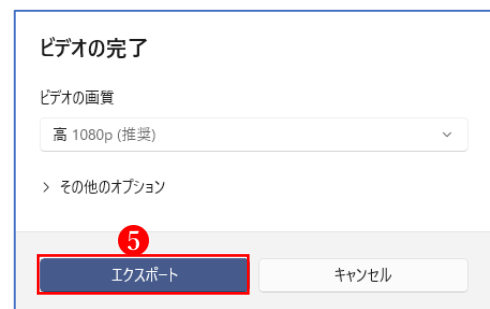 ビデオの完了
ビデオの画質
高 1080p (推奨)
> その他のオプション
5
エクスポート
キャンセル